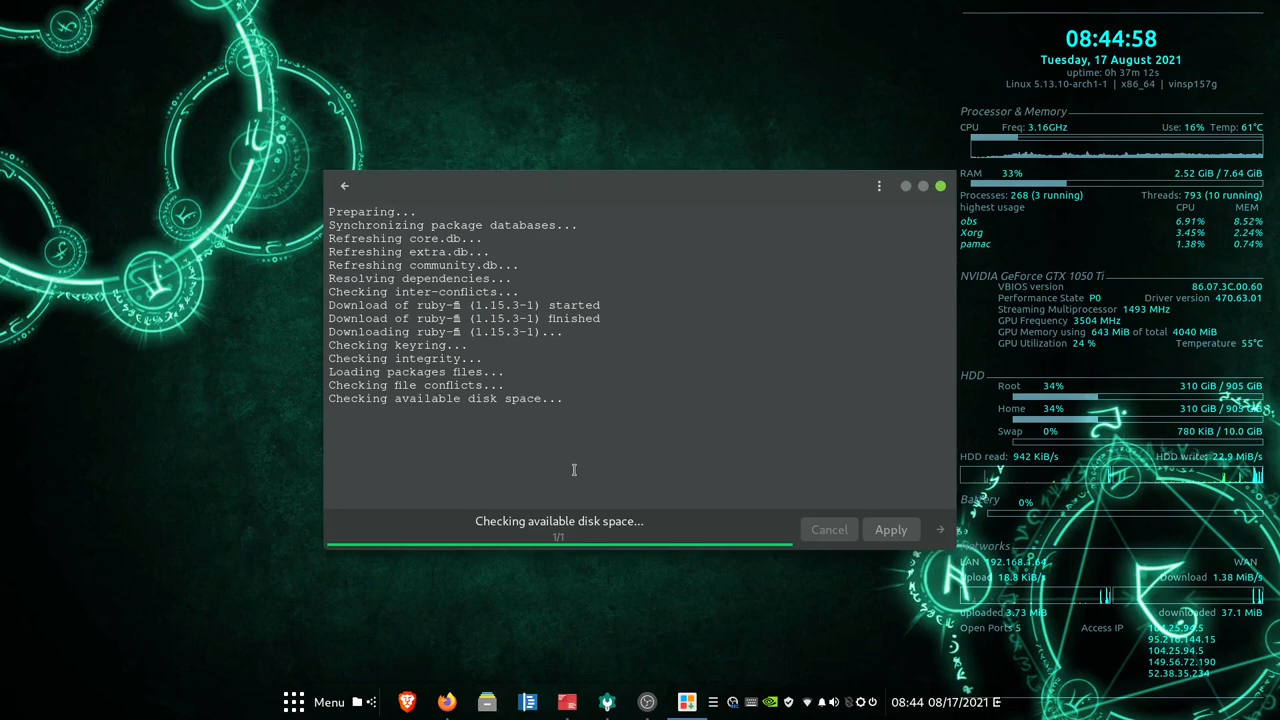 08:44:58
Tuesday, 17 August 2021
uptime: 0h 37m 12s
Linux 5.13.10-arch1-1 | x86_64 | vinsp157g
Processor & Memory
CPU Freq: 3.16GHz Use: 16% Temp: 61°C
RAM 33% 2.52 GiB / 7.64 GiB
Processes: 268 (3 running) Threads: 793 (10 running)
highest usage CPU MEM
obs 6.91% 8.52%
Xorg 3.45% 2.24%
pamac 1.38% 0.74%
NVIDIA GeForce GTX 1050 Ti
VBIOS version 86.07.3C.00.60
Performance State P0 Driver version 470.63.01
Streaming Multiprocessor 1493 MHz
GPU Frequency 3504 MHz
GPU Memory using 643 MiB of total 4040 MiB
GPU Utilization 24 % Temperature 55°C
HDD
Root 34% 310 GiB / 905 GiB
Home 34% 310 GiB / 905 GiB
Swap 0% 780 KiB / 10.0 GiB
HDD read: 942 KiB/s HDD write: 22.9 MiB/s
Battery 0%
Networks
LAN 192.168.1.64 WAN
Upload 18.8 KiB/s Download 1.38 MiB/s
uploaded 3.73 MiB downloaded 37.1 MiB
Open Ports 5 Access IP
104.25.94.5
104.25.94.5
149.56.72.190
52.38.35.234
Preparing...
Synchronizing package databases...
Refreshing core.db...
Refreshing extra.db...
Refreshing community.db...
Resolving dependencies...
Checking inter-conflicts...
Download of ruby-ffi (1.15.3-1) started
Download of ruby-ffi (1.15.3-1) finished
Downloading ruby-ffi (1.15.3-1)...
Checking keyring...
Checking integrity...
Loading packages files...
Checking file conflicts...
Checking available disk space...
Checking available disk space...
1/1
Cancel Apply
Menu
08:44 08/17/2021